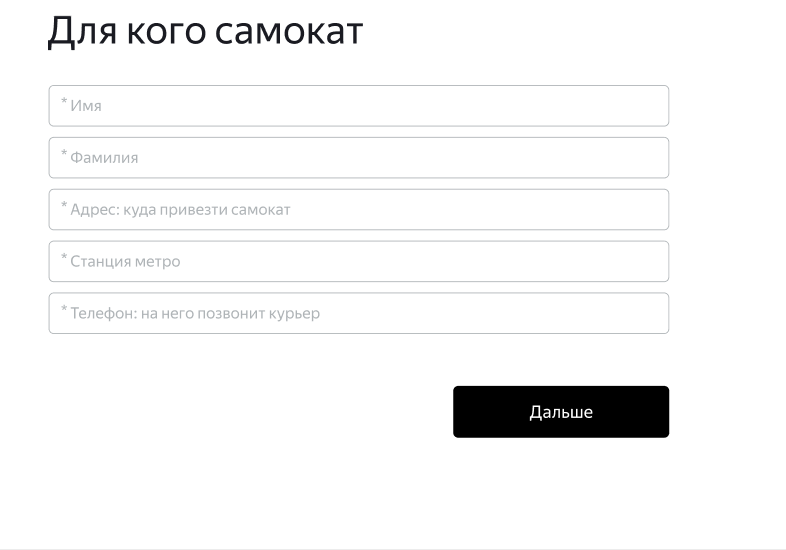 Для кого самокат
* Имя
* Фамилия
* Адрес: куда привезти самокат
* Станция метро
* Телефон: на него позвонит курьер
Дальше